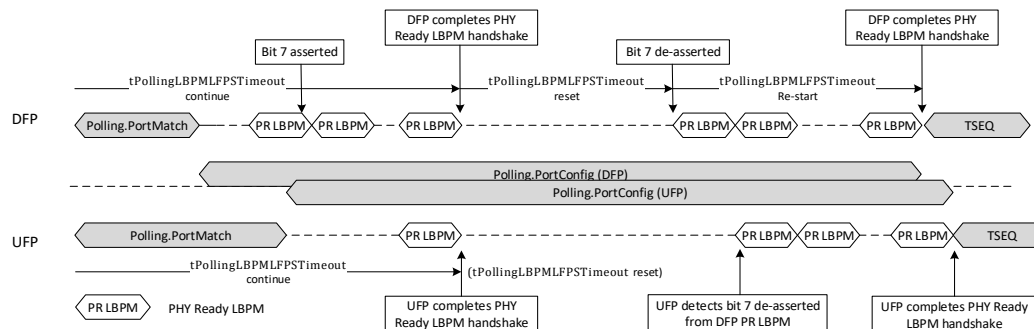 DFP completes PHY
Ready LBPM handshake
DFP completes PHY
Ready LBPM handshake
Bit 7 asserted
Bit 7 de-asserted
tPollingLBPMLFPSTimeout
continue
tPollingLBPMLFPSTimeout
reset
tPollingLBPMLFPSTimeout
Re-start
DFP
Polling.PortMatch
PR LBPM
PR LBPM
PR LBPM
PR LBPM
PR LBPM
PR LBPM
TSEQ
Polling.PortConfig (DFP)
Polling.PortConfig (UFP)
UFP
Polling.PortMatch
PR LBPM
PR LBPM
PR LBPM
PR LBPM
TSEQ
tPollingLBPMLFPSTimeout
continue
(tPollingLBPMLFPSTimeout reset)
PR LBPM
PHY Ready LBPM
UFP completes PHY
Ready LBPM handshake
UFP detects bit 7 de-asserted
from DFP PR LBPM
UFP completes PHY Ready
LBPM handshake